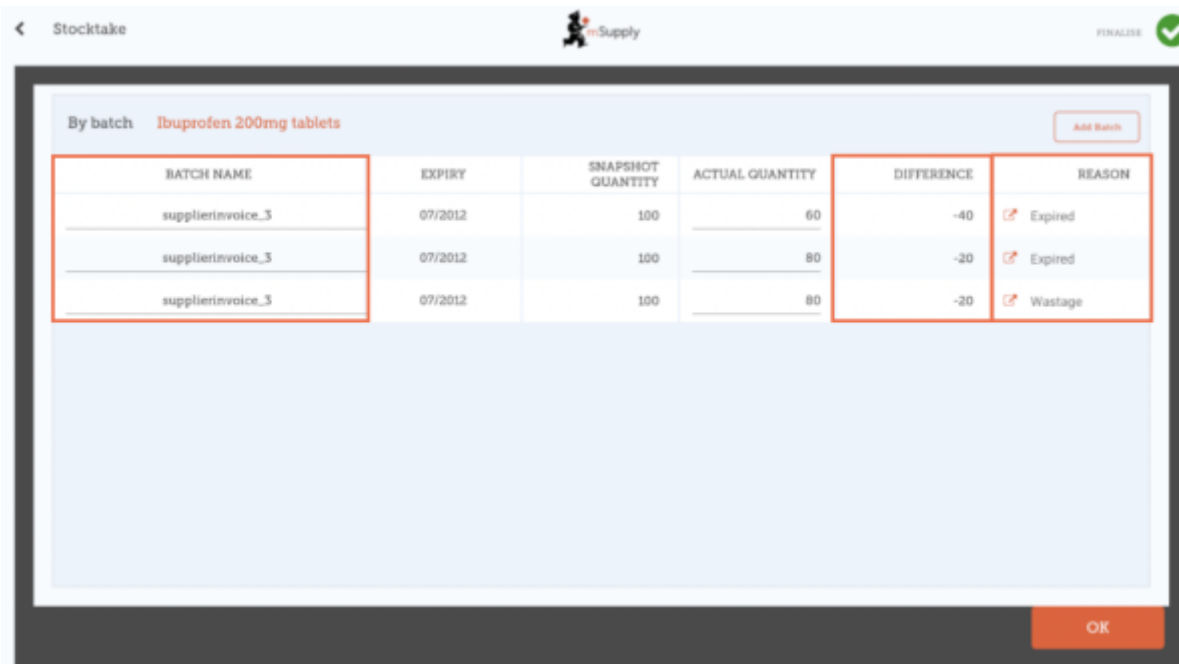 Stocktake
mSupply
FINALISE
By batch Ibuprofen 200mg tablets
Add Batch
BATCH NAME EXPIRY SNAPSHOT QUANTITY ACTUAL QUANTITY DIFFERENCE REASON
supplierinvoice_3 07/2012 100 60 -40 Expired
supplierinvoice_3 07/2012 100 80 -20 Expired
supplierinvoice_3 07/2012 100 80 -20 Wastage
OK